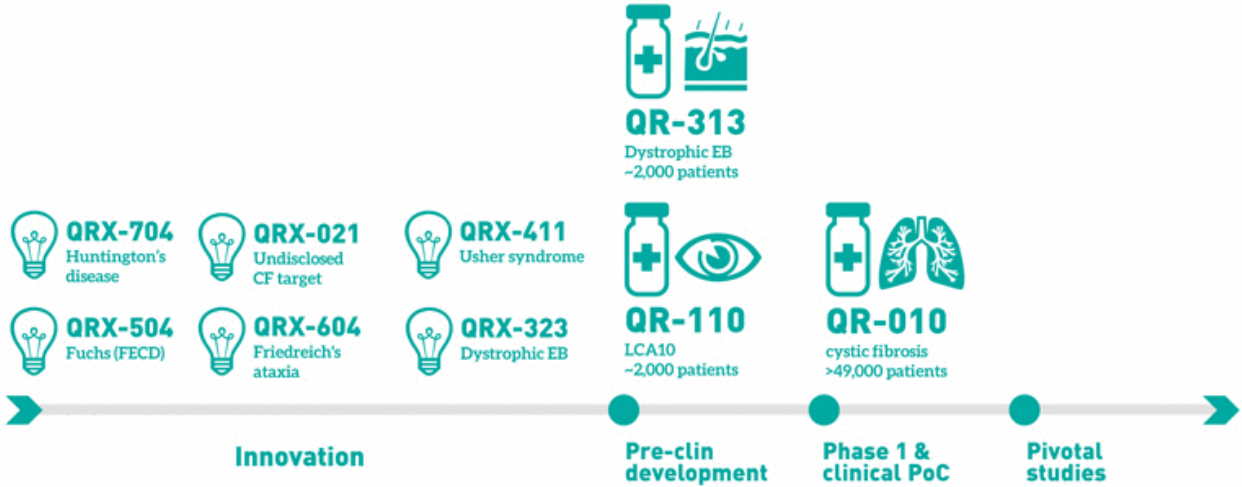 QR-313
Dystrophic EB
~2,000 patients
QRX-704
Huntington's
disease
QRX-021
Undisclosed
CF target
QRX-411
Usher syndrome
QRX-504
Fuchs (FECD)
QRX-604
Friedreich's
ataxia
QRX-323
Dystrophic EB
QR-110
LCA10
~2,000 patients
QR-010
cystic fibrosis
>49,000 patients
Innovation
Pre-clin
development
Phase 1 &
clinical PoC
Pivotal
studies